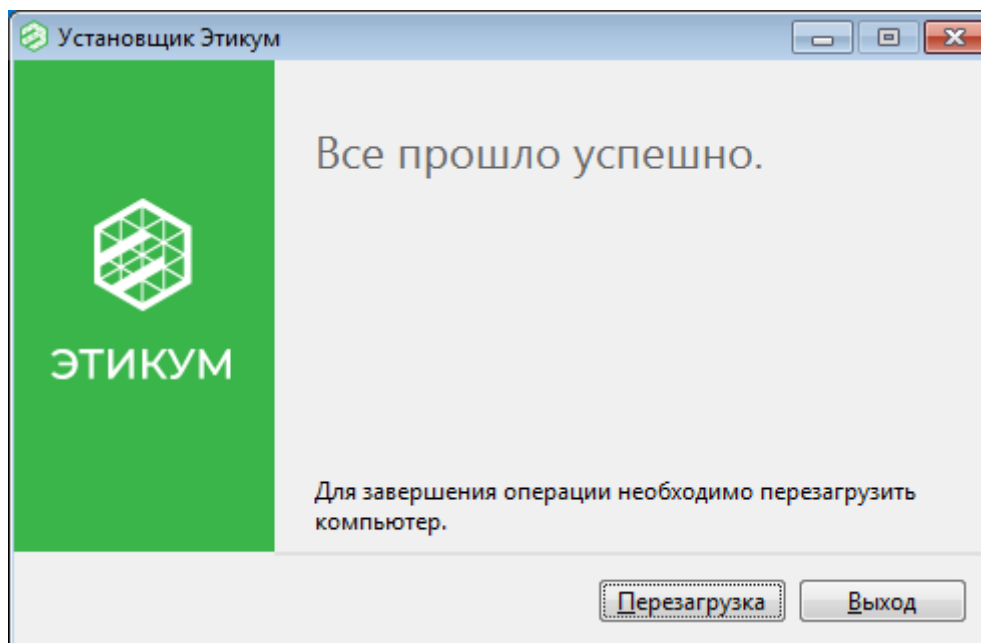 Установщик Этикум
Все прошло успешно.
ЭТИКУМ
Для завершения операции необходимо перезагрузить
компьютер.
Перезагрузка
Выход